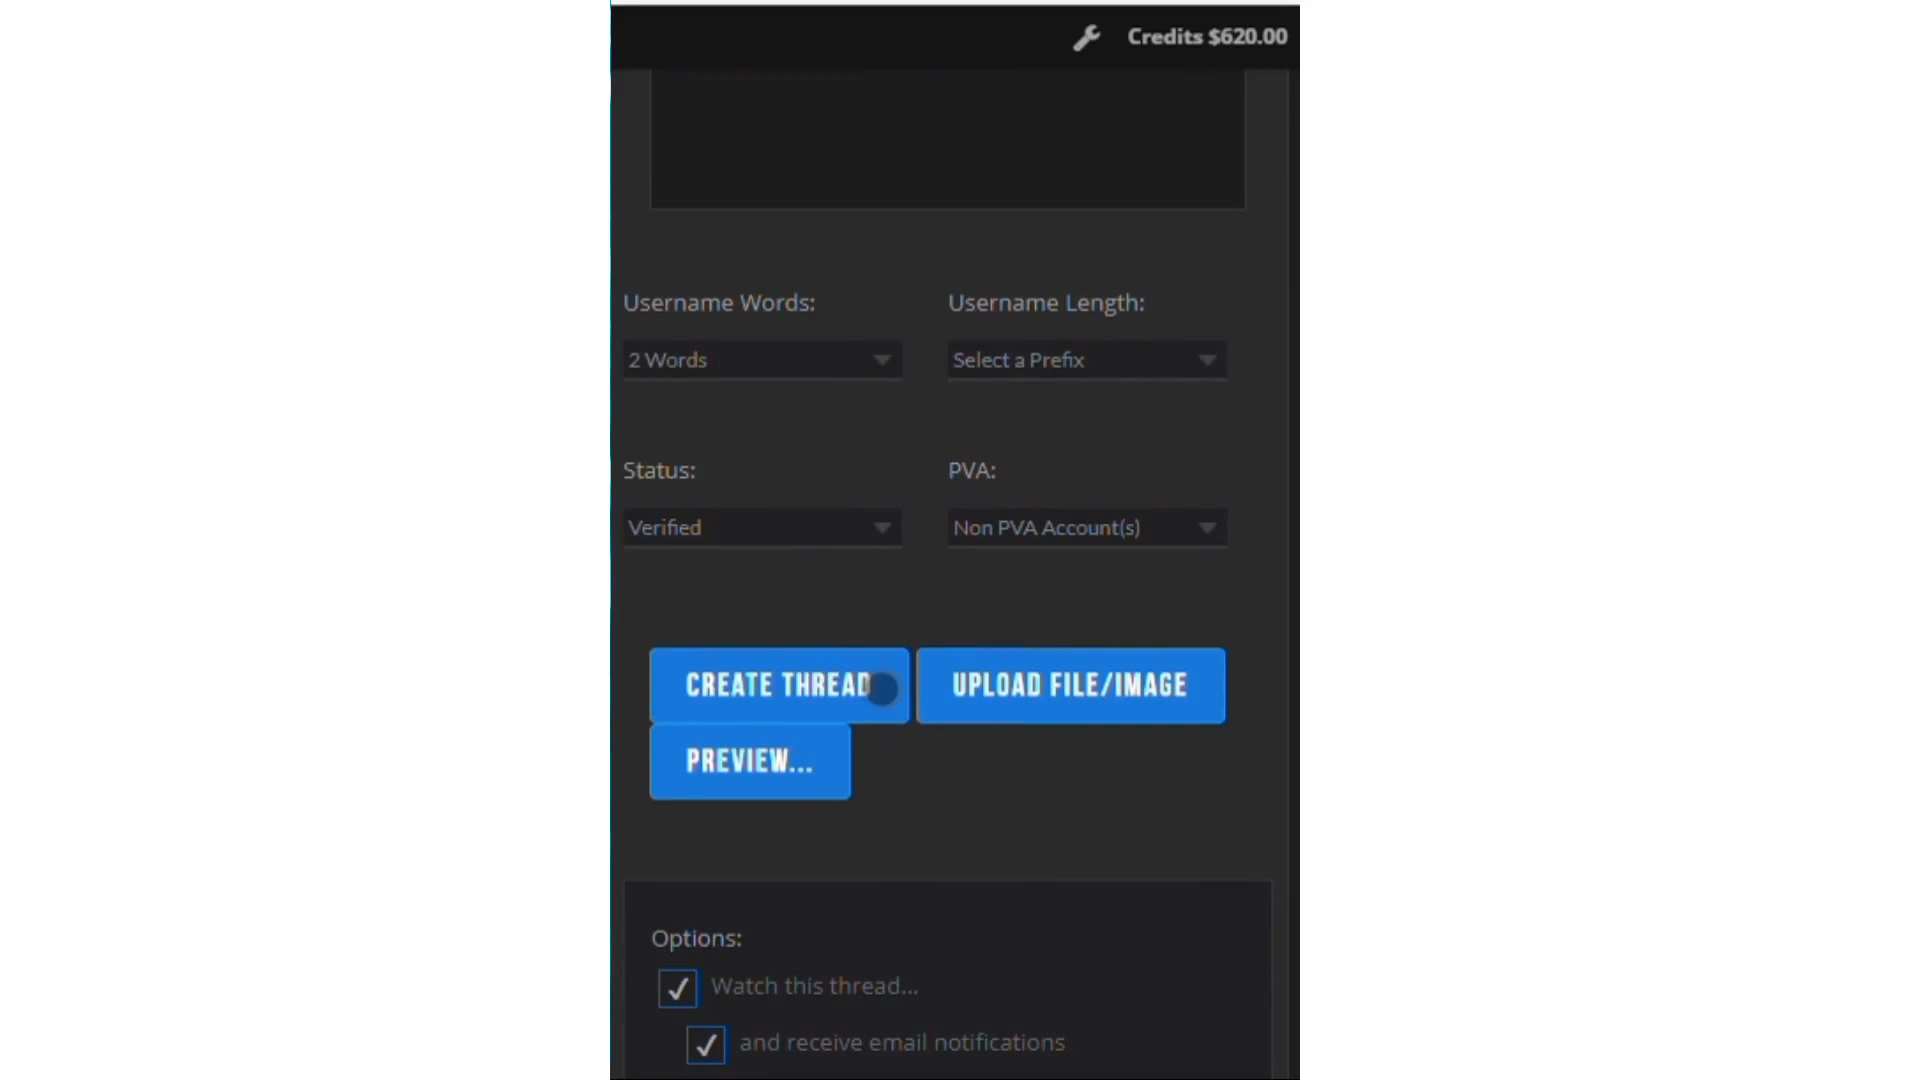 Credits $620.00
Username Words:
Username Length:
2 Words
Select a Prefix
Status:
PVA:
Verified
Non PVA Account(s)
CREATE THREAD
UPLOAD FILE/IMAGE
PREVIEW...
Options:
Watch this thread...
and receive email notifications